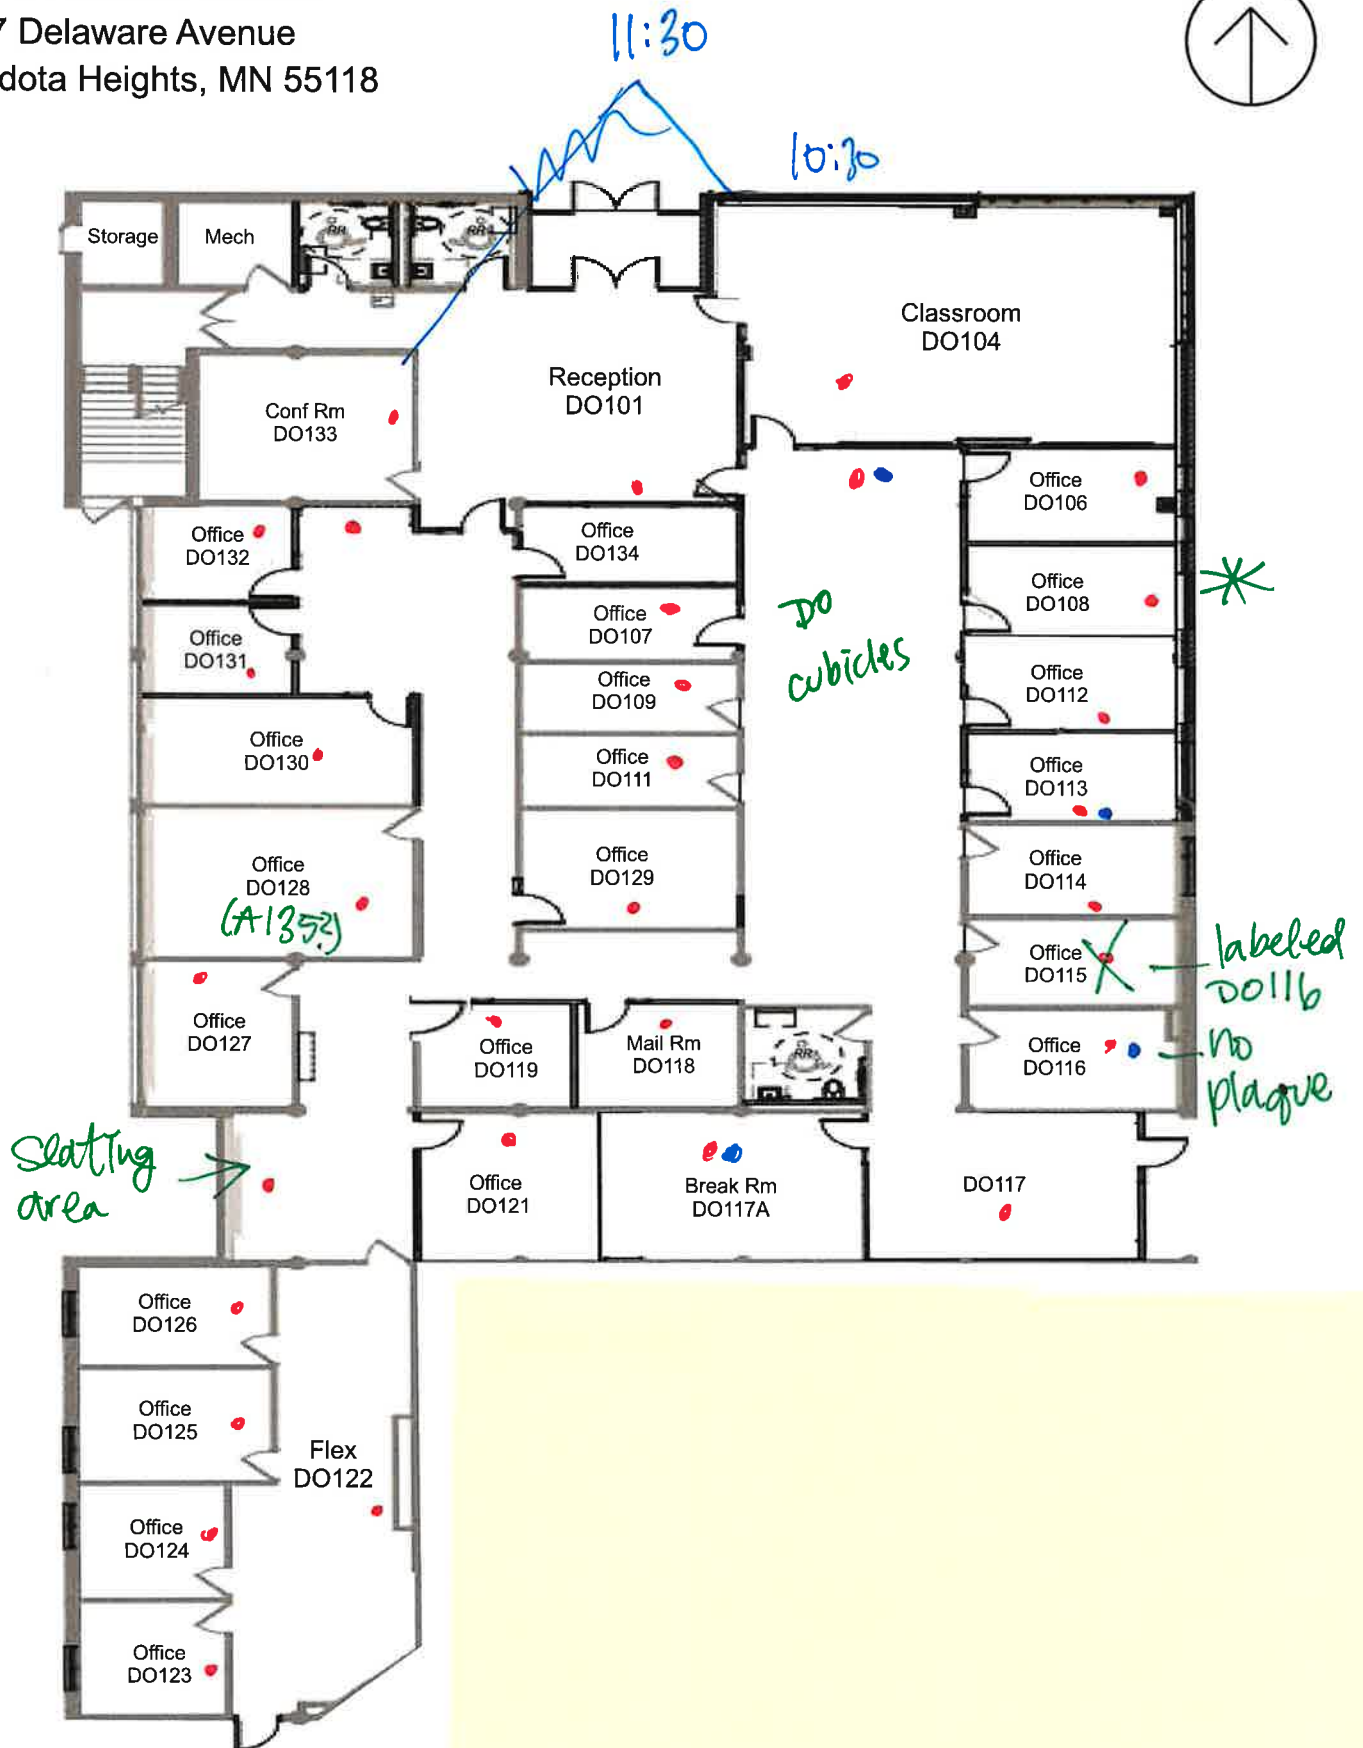 7 Delaware Avenue
dota Heights, MN 55118
11:30
10:30
Storage
Mech
RR
RR
Classroom
DO104
Reception
DO101
Conf Rm
DO133
Office
DO106
Office
DO132
Office
DO134
Office
DO108
DO
cubicles
Office
DO107
Office
DO131
Office
DO109
Office
DO112
Office
DO130
Office
DO111
Office
DO113
Office
DO128
(A135?)
Office
DO129
Office
DO114
Office
DO115
labeled
DO116
Office
DO127
Office
DO119
Mail Rm
DO118
RR
Office
DO116
no
plaque
Seating
area
Office
DO121
Break Rm
DO117A
DO117
Office
DO126
Office
DO125
Flex
DO122
Office
DO124
Office
DO123